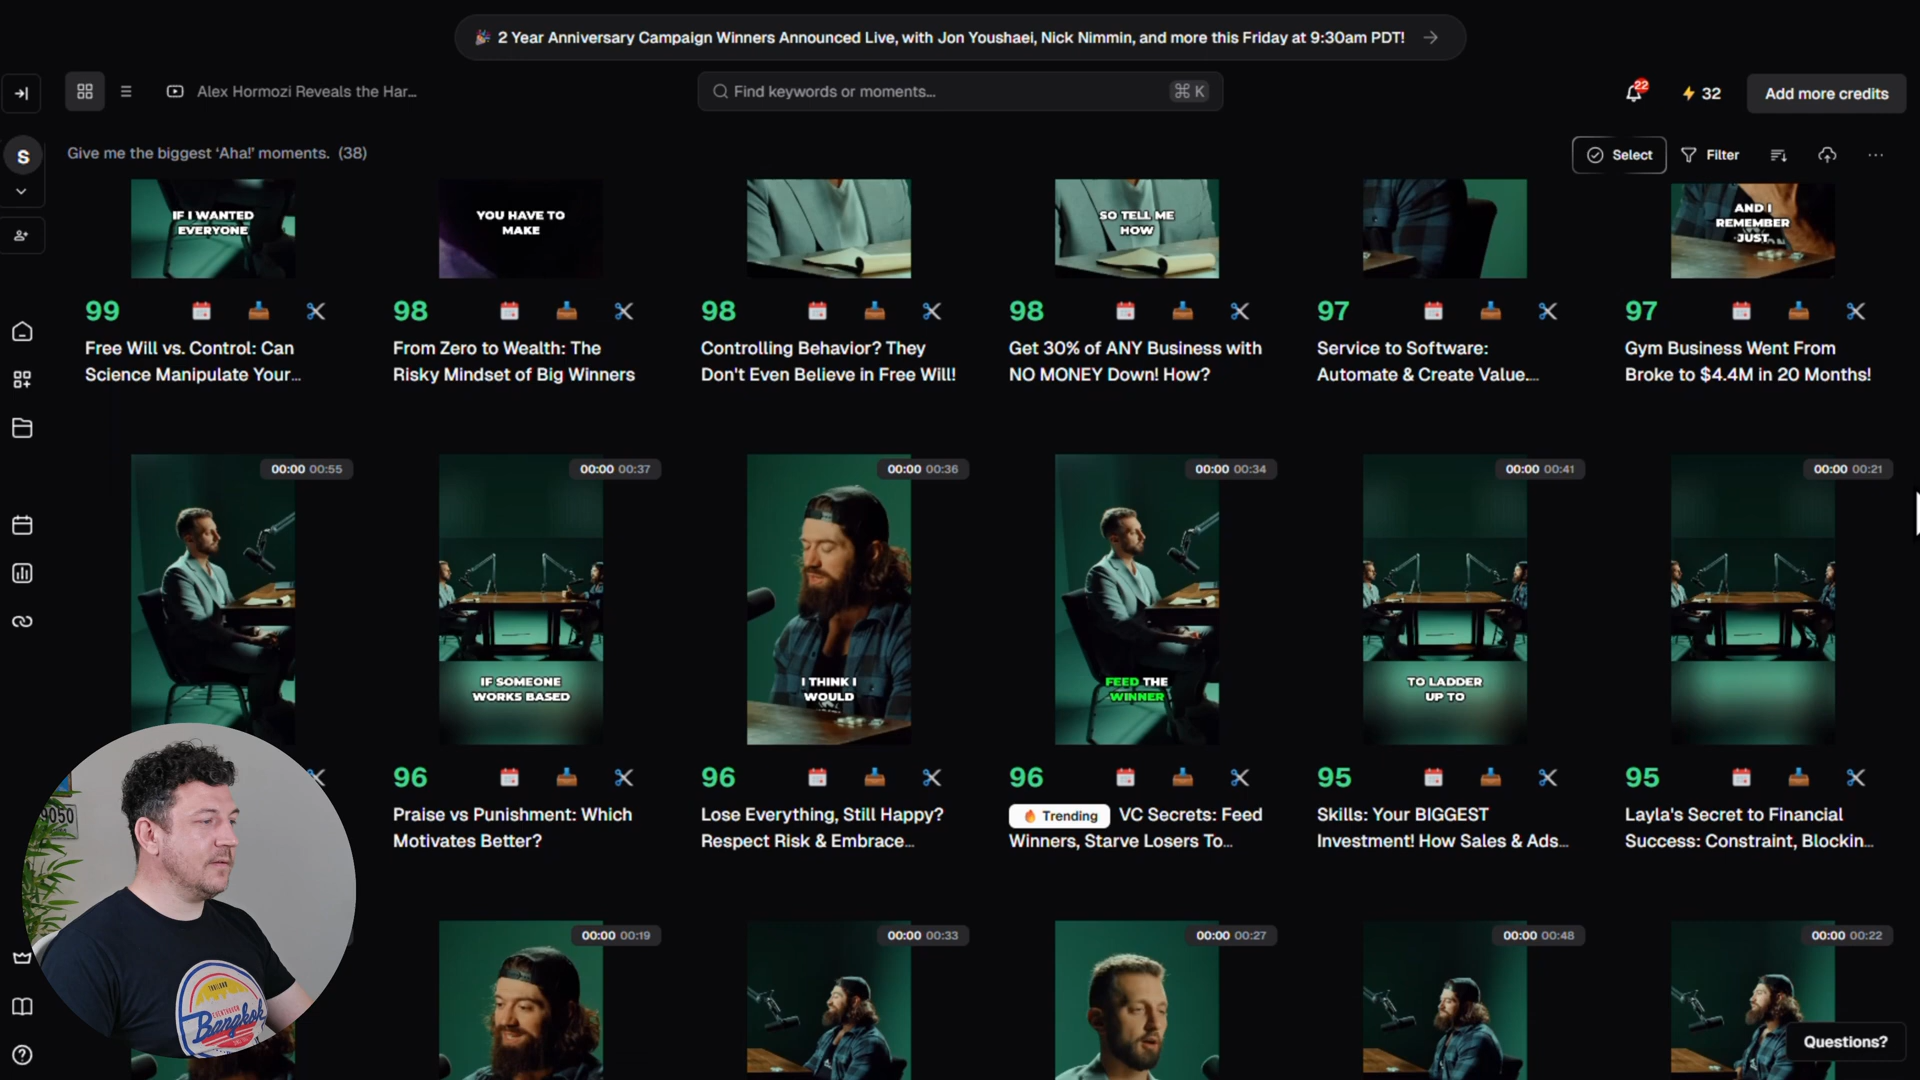 🎉 2 Year Anniversary Campaign Winners Announced Live, with Jon Youshaei, Nick Nimmin, and more this Friday at 9:30am PDT! →
Alex Hormozi Reveals the Har...
Find keywords or moments...
⌘ K
22
32
Add more credits
S
Give me the biggest ‘Aha!’ moments. (38)
Select
Filter
IF I WANTED
EVERYONE
YOU HAVE TO
MAKE
SO TELL ME
HOW
AND I
REMEMBER
JUST
99
98
98
98
97
97
Free Will vs. Control: Can
Science Manipulate Your...
From Zero to Wealth: The
Risky Mindset of Big Winners
Controlling Behavior? They
Don't Even Believe in Free Will!
Get 30% of ANY Business with
NO MONEY Down! How?
Service to Software:
Automate & Create Value...
Gym Business Went From
Broke to $4.4M in 20 Months!
00:00 00:55
00:00 00:37
00:00 00:36
00:00 00:34
00:00 00:41
00:00 00:21
IF SOMEONE
WORKS BASED
I THINK I
WOULD
FEED THE
WINNER
TO LADDER
UP TO
96
96
96
95
95
Praise vs Punishment: Which
Motivates Better?
Lose Everything, Still Happy?
Respect Risk & Embrace...
🔥 Trending VC Secrets: Feed
Winners, Starve Losers To...
Skills: Your BIGGEST
Investment! How Sales & Ads...
Layla's Secret to Financial
Success: Constraint, Blockin...
00:00 00:19
00:00 00:33
00:00 00:27
00:00 00:48
00:00 00:22
9050
THAILAND
Bangkok
Questions?